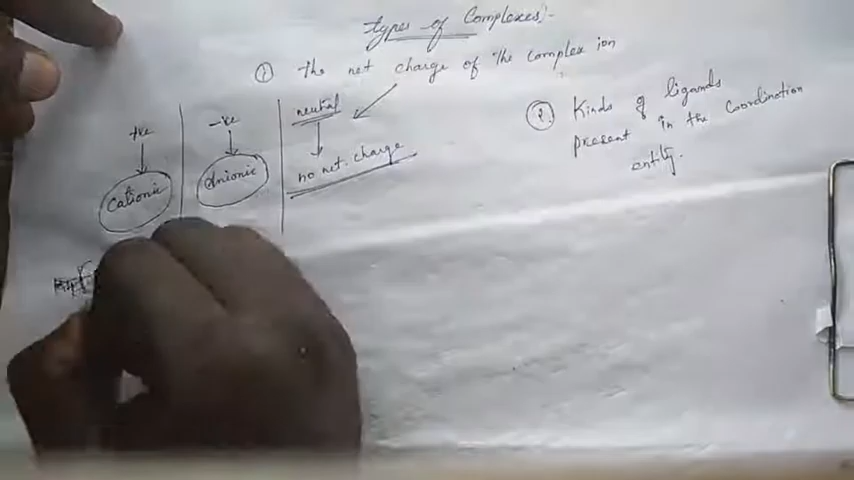 types of Complexes:-
① the net charge of the complex ion
+ve
-ve
neutral
cationic
anionic
no net charge
② Kinds of ligands
present in the coordination
entity.